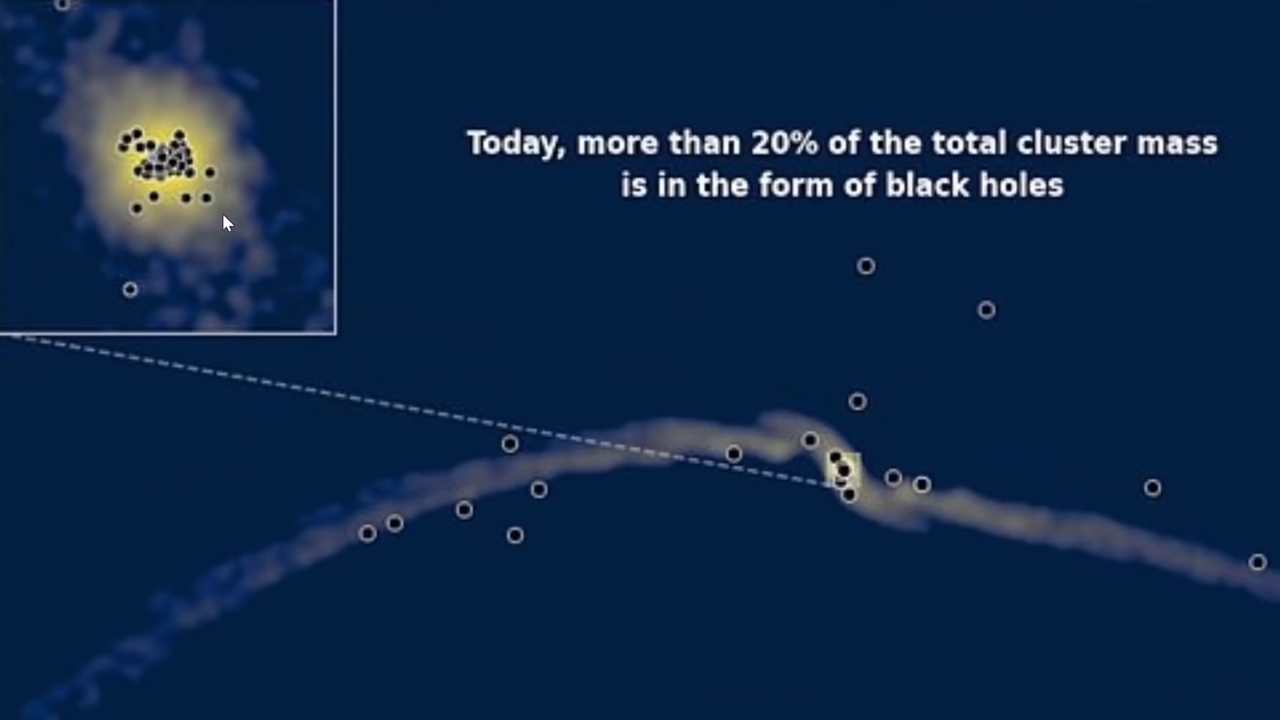 Today, more than 20% of the total cluster mass
is in the form of black holes